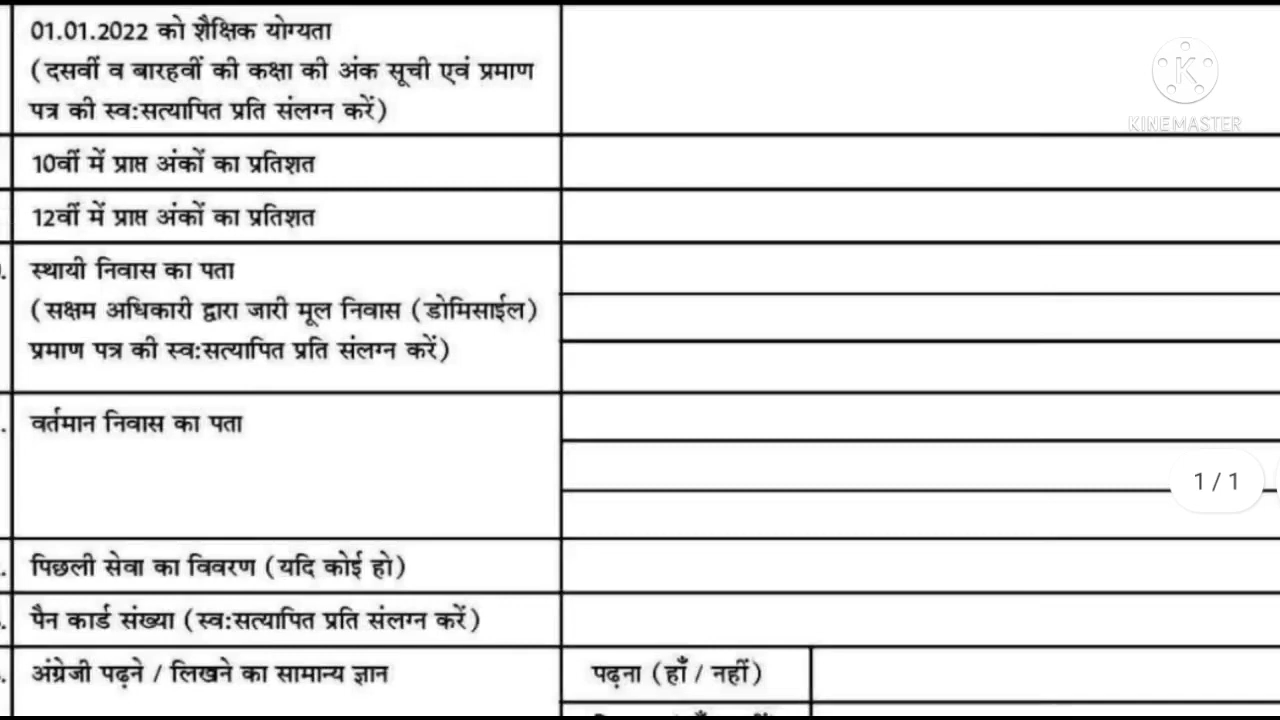 01.01.2022 को शैक्षिक योग्यता
(दसवीं व बारहवीं की कक्षा की अंक सूची एवं प्रमाण
पत्र की स्व:सत्यापित प्रति संलग्न करें)
K
KINEMASTER
10वीं में प्राप्त अंकों का प्रतिशत
12वीं में प्राप्त अंकों का प्रतिशत
स्थायी निवास का पता
(सक्षम अधिकारी द्वारा जारी मूल निवास (डोमिसाईल)
प्रमाण पत्र की स्व:सत्यापित प्रति संलग्न करें)
वर्तमान निवास का पता
1 / 1
पिछली सेवा का विवरण (यदि कोई हो)
पैन कार्ड संख्या (स्व:सत्यापित प्रति संलग्न करें)
अंग्रेजी पढ़ने / लिखने का सामान्य ज्ञान
पढ़ना (हाँ / नहीं)